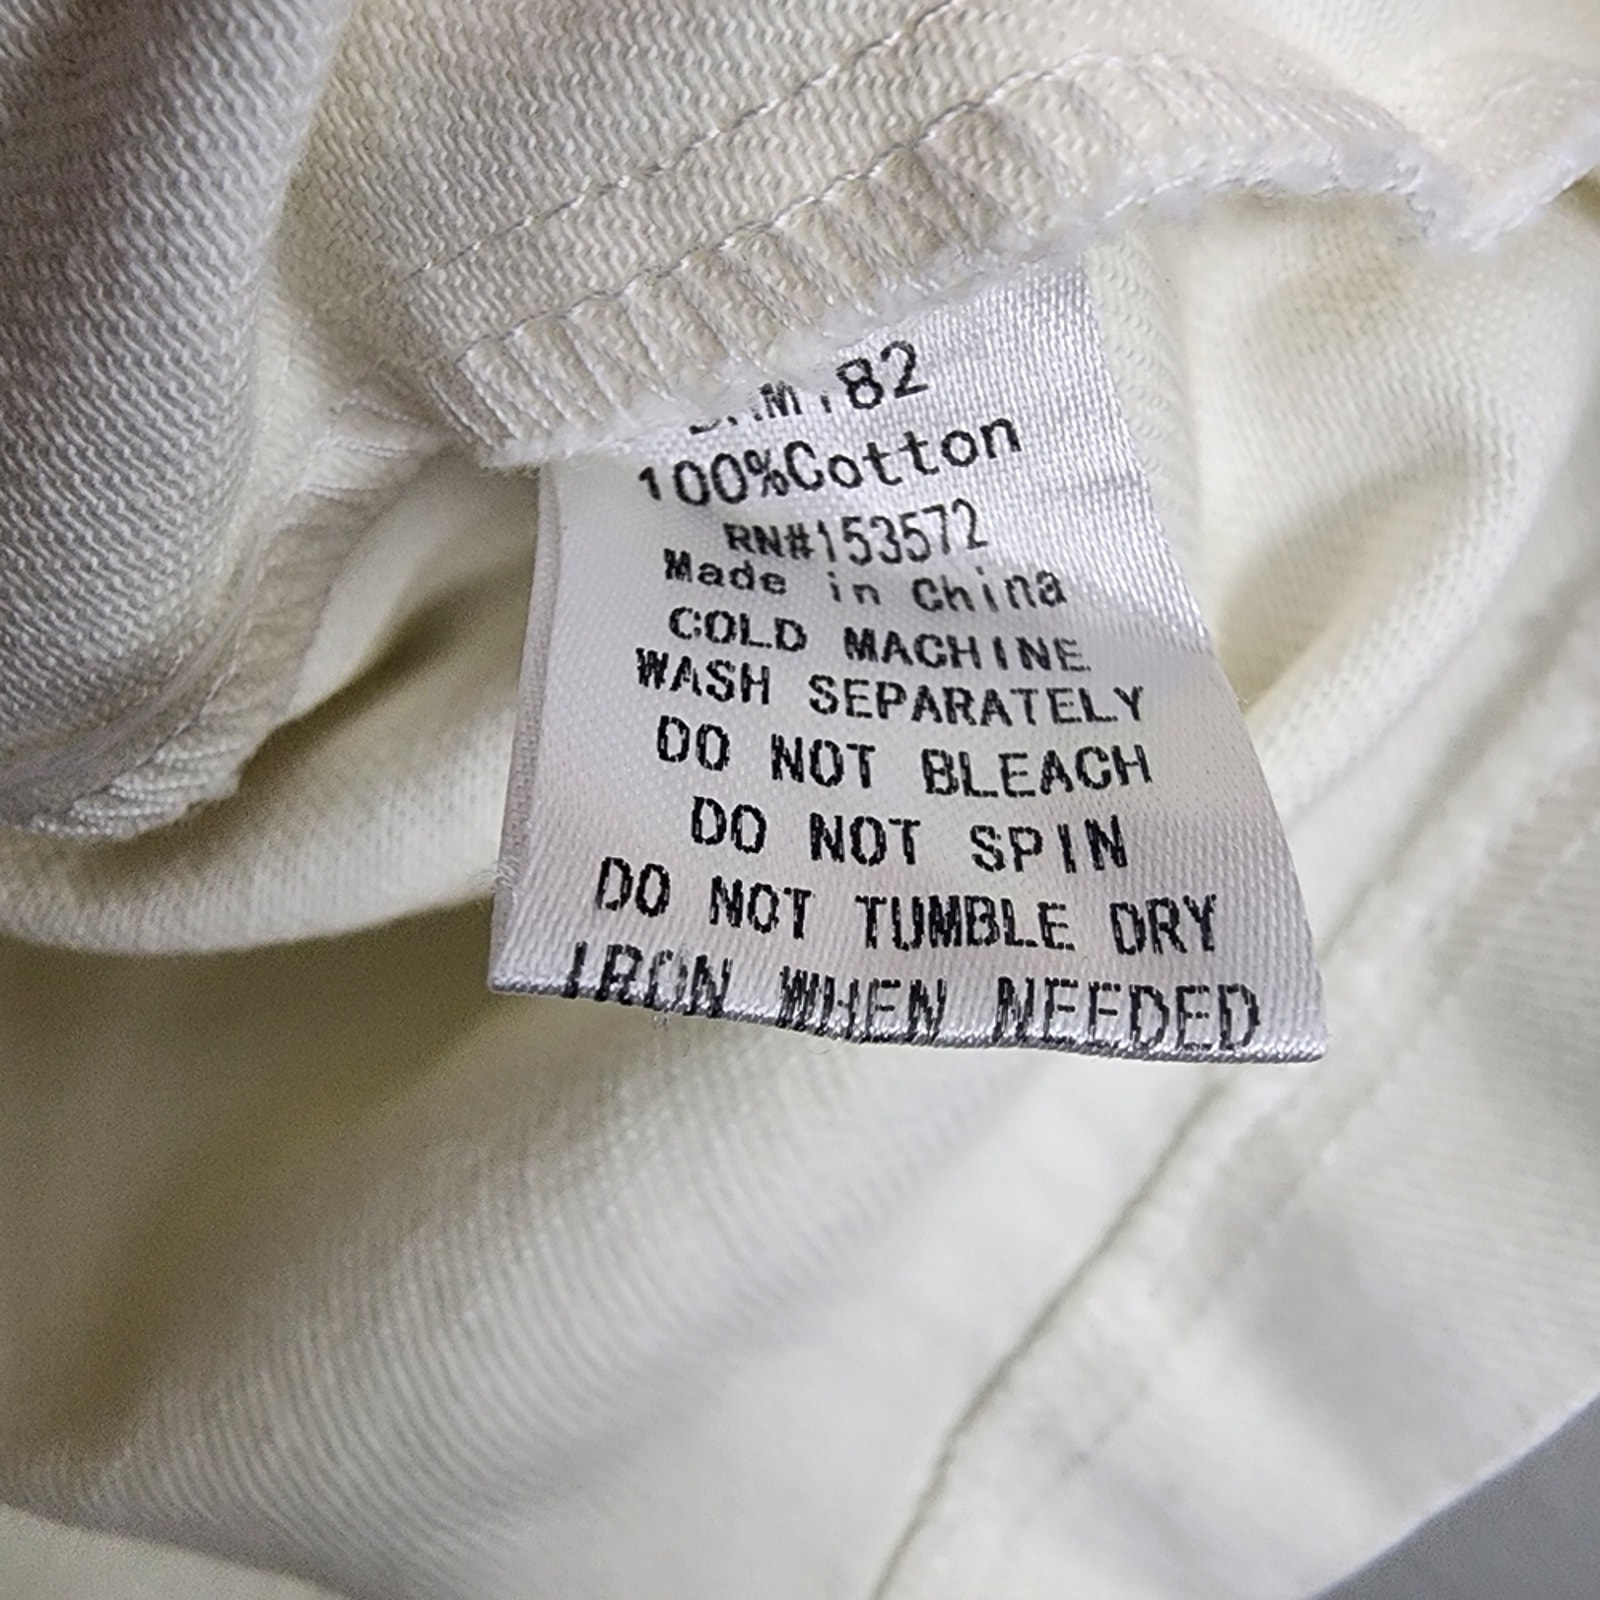 82
100%Cotton
RN#153572
Made in China
COLD MACHINE
WASH SEPARATELY
DO NOT BLEACH
DO NOT SPIN
DO NOT TUMBLE DRY
IRON WHEN NEEDED